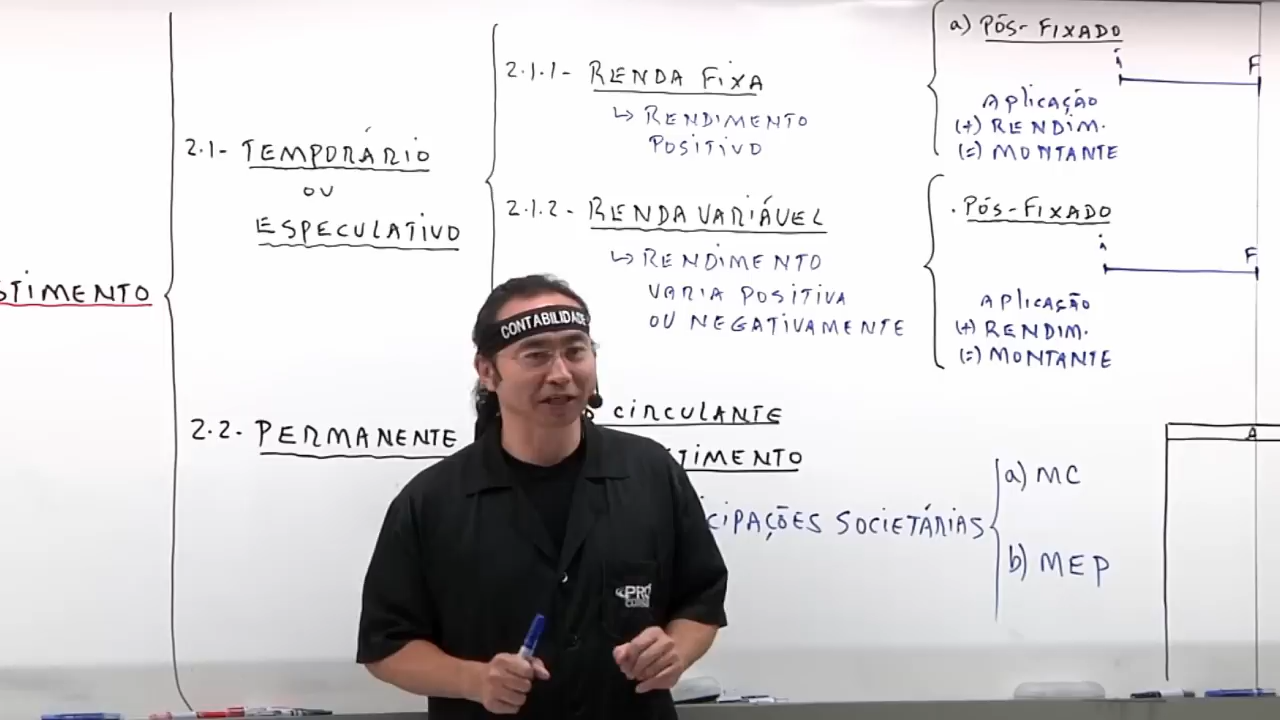 STIMENTO
2.1- TEMPORÁRIO
OU
ESPECULATIVO
2.1.1- RENDA FIXA
↳ RENDIMENTO
POSITIVO
a) PÓS-FIXADO
i F
APLICAÇÃO
(+) RENDIM.
(=) MONTANTE
2.1.2- RENDA VARIÁVEL
↳ RENDIMENTO
VARIA POSITIVA
OU NEGATIVAMENTE
. PÓS-FIXADO
i F
APLICAÇÃO
(+) RENDIM.
(=) MONTANTE
2.2- PERMANENTE
CIRCULANTE
TIMENTO
CIPAÇÕES SOCIETÁRIAS
a) MC
b) MEP
A
CONTABILIDADE
PRÓ
CURSO